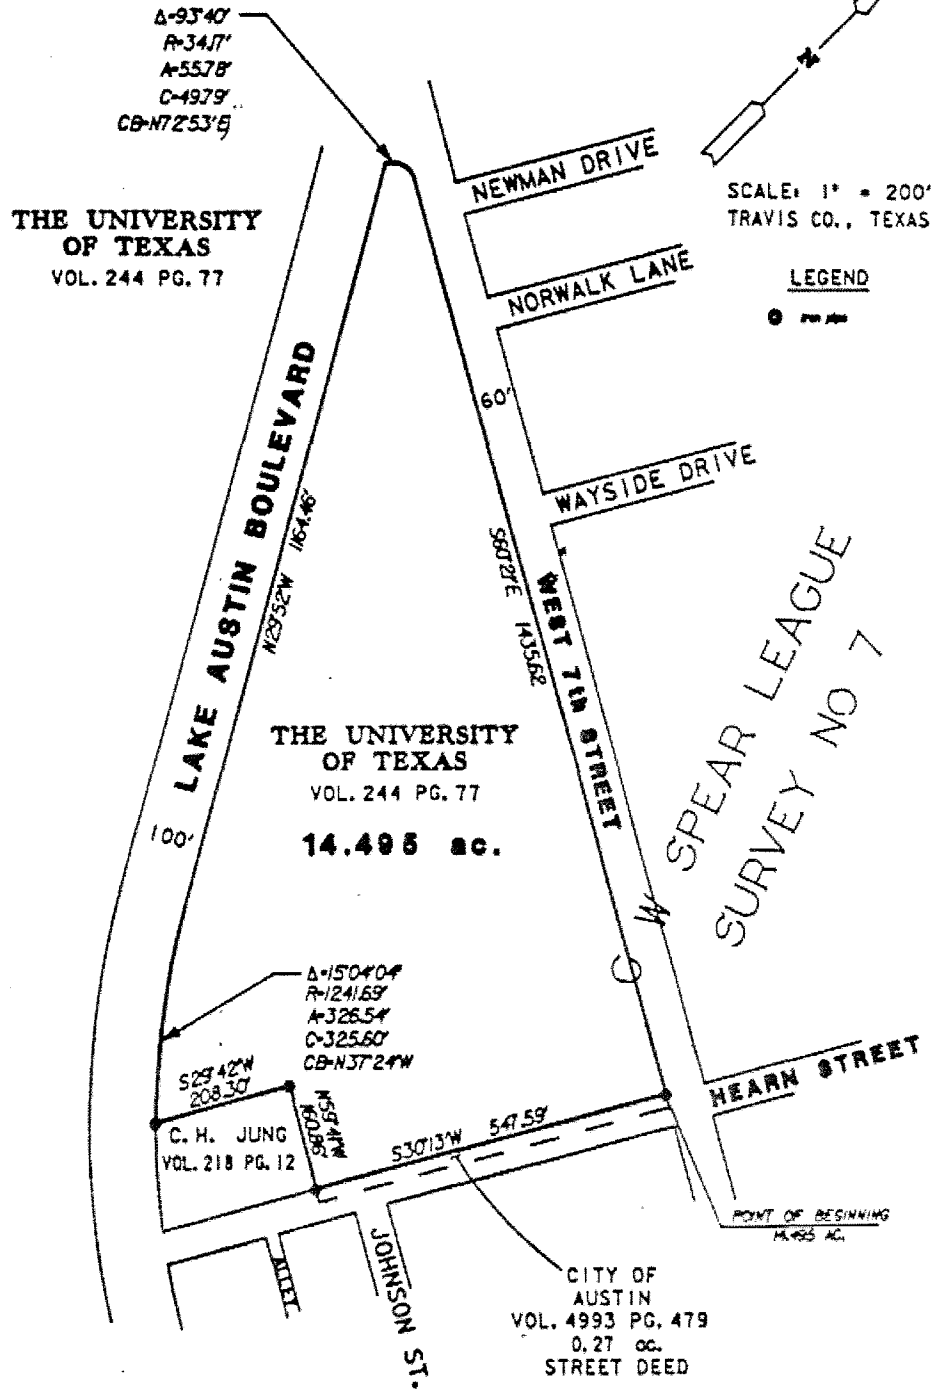 Δ=93°40'
R=34.17'
A=55.78'
C=49.79'
CB=N72°53'E
N
THE UNIVERSITY
OF TEXAS
VOL. 244 PG. 77
NEWMAN DRIVE
SCALE: 1" = 200'
TRAVIS CO., TEXAS
NORWALK LANE
LEGEND
iron pipe
60'
LAKE AUSTIN BOULEVARD
N29°52'W 1164.46'
WAYSIDE DRIVE
S60°21'E 1435.62
WEST 7th STREET
G W SPEAR LEAGUE
SURVEY NO 7
THE UNIVERSITY
OF TEXAS
VOL. 244 PG. 77
14.495 ac.
100'
Δ=15°04'04"
R=1241.69'
A=326.54'
C=325.60'
CB=N37°24'W
S29°42'W
208.30'
N59°41'W
160.86'
C. H. JUNG
VOL. 218 PG. 12
S30°13'W 547.59'
HEARN STREET
POINT OF BEGINNING
14.495 AC.
ALLEY
JOHNSON ST.
CITY OF
AUSTIN
VOL. 4993 PG. 479
0.27 ac.
STREET DEED